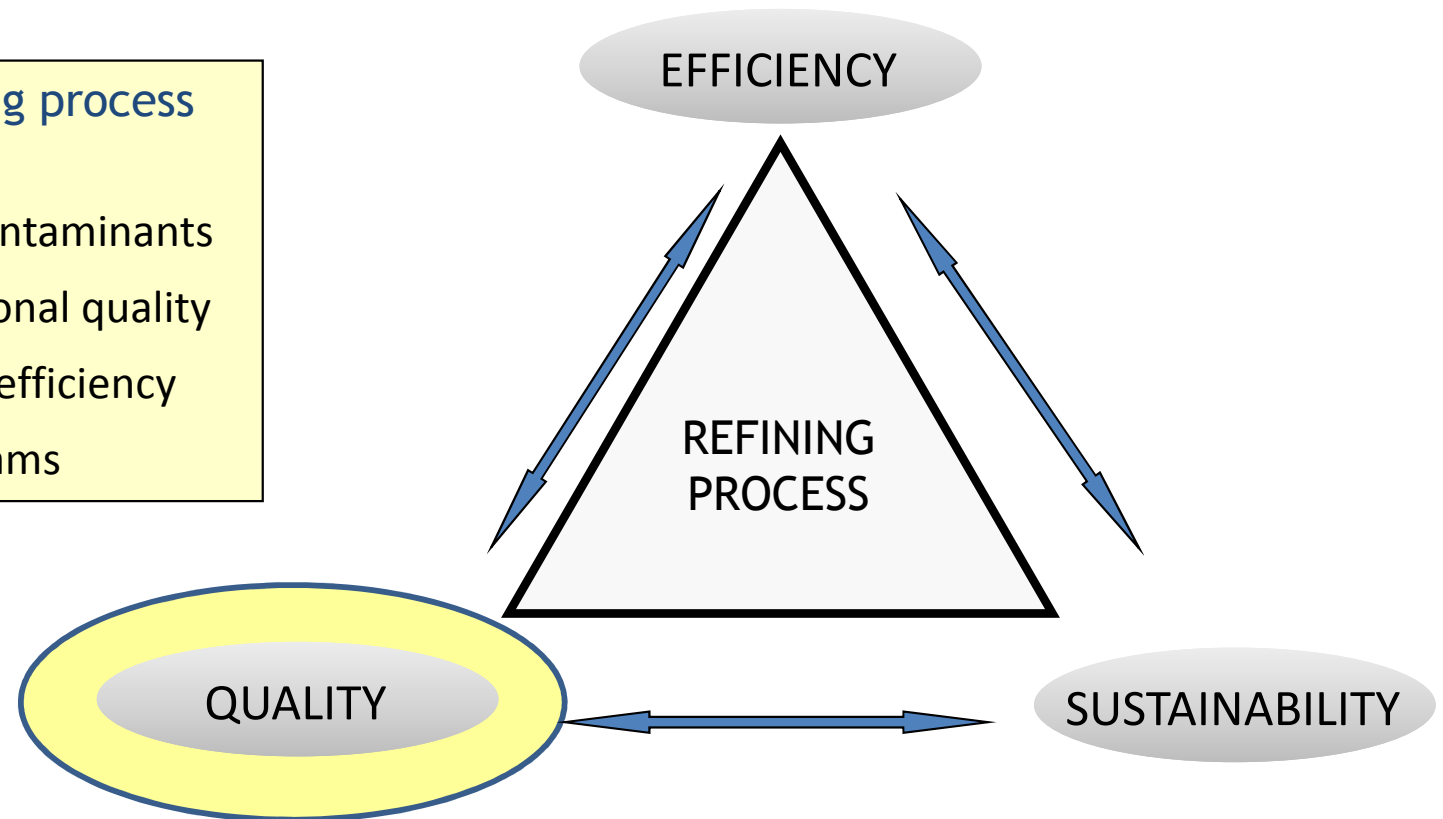 g process
ntaminants
onal quality
efficiency
ms
EFFICIENCY
REFINING
PROCESS
QUALITY
SUSTAINABILITY